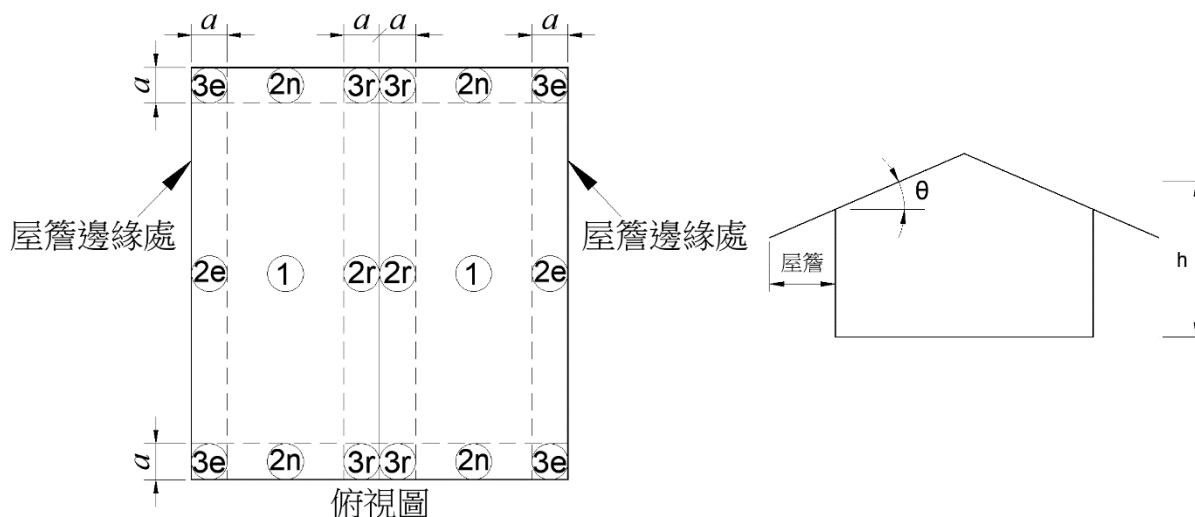 a a a a
a 3e 2n 3r 3r 2n 3e
屋簷邊緣處 屋簷邊緣處
2e 1 2r 2r 1 2e
a 3e 2n 3r 3r 2n 3e
俯視圖
θ
屋簷
h